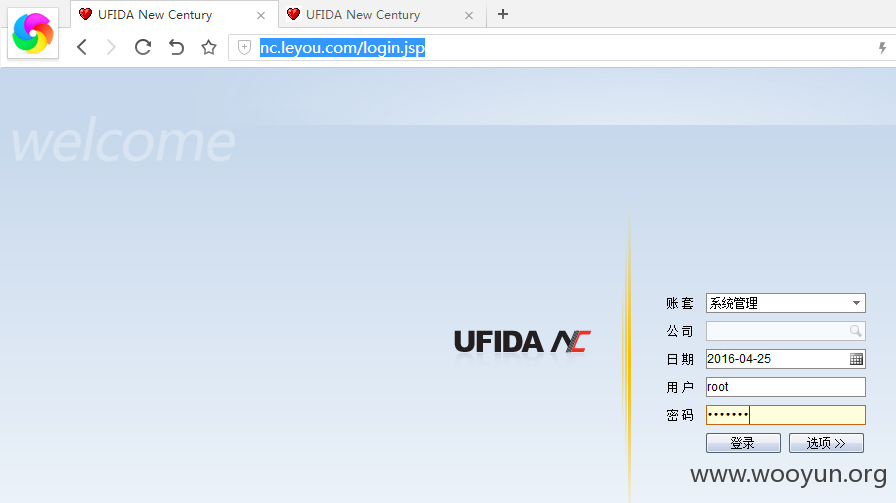 UFIDA New Century
UFIDA New Century
nc.leyou.com/login.jsp
welcome
UFIDA NC
账套 系统管理
公司
日期 2016-04-25
用户 root
密码 •••••••
登录 选项 >>
www.wooyun.org